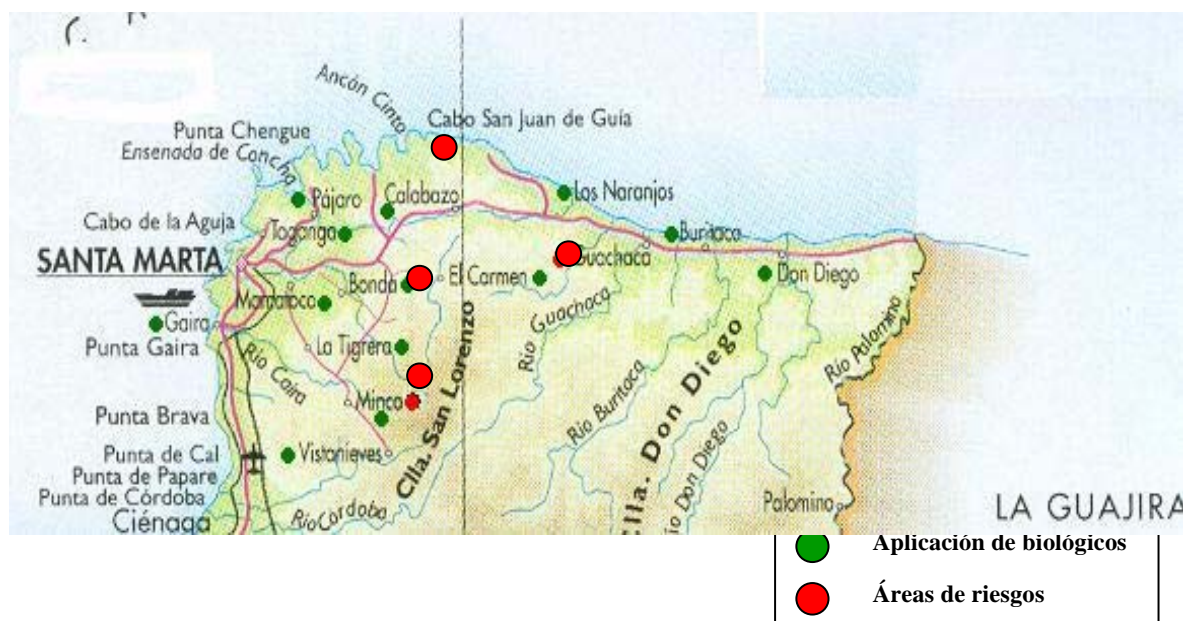 Ancón Cinto
Cabo San Juan de Guía
Punta Chengue
Ensenada de Concha
Pájaro
Calabazo
Los Naranjos
Cabo de la Aguja
Taganga
Buritaca
SANTA MARTA
Guachaca
Bonda
El Carmen
Don Diego
Mamatoco
Gaira
Río Guachaca
Punta Gaira
La Tigrera
Río Gaira
Río Palomino
Minca
Río Buritaca
Punta Brava
Clla. San Lorenzo
Clla. Don Diego
Río Don Diego
Punta de Cal
Vistanieves
Punta de Papare
Punta de Córdoba
Palomino
LA GUAJIRA
Ciénaga
Río Cordoba
Aplicación de biológicos
Áreas de riesgos